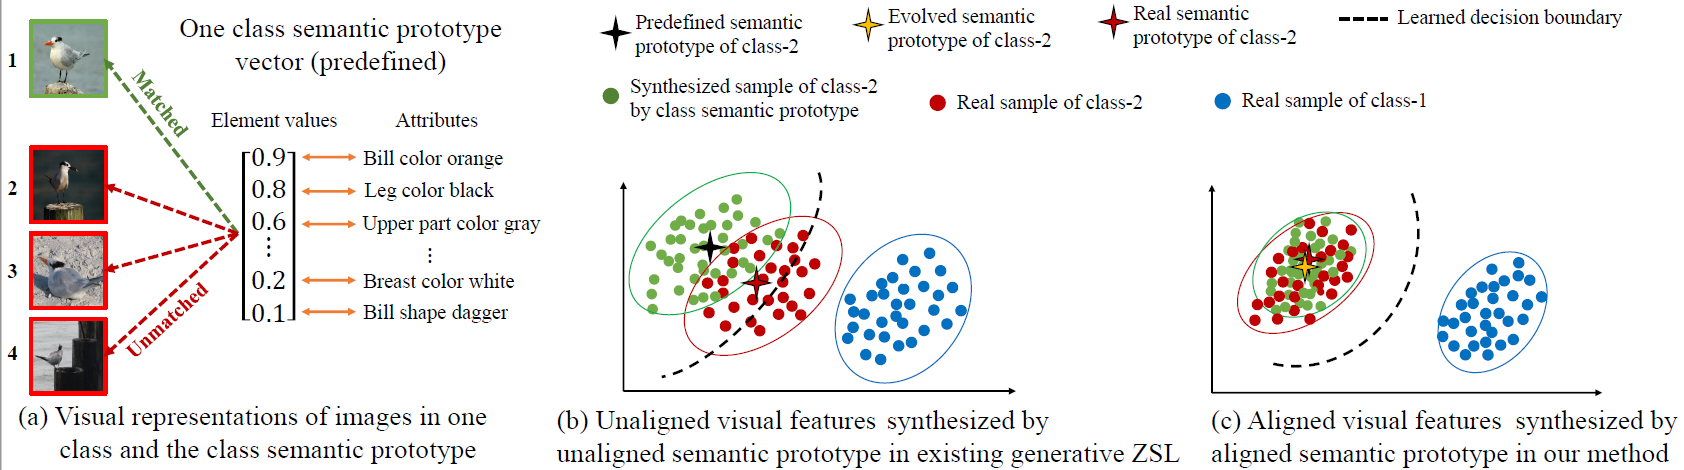 1
2
3
4
One class semantic prototype
vector (predefined)
Matched
Unmatched
Element values
Attributes
0.9
Bill color orange
0.8
Leg color black
0.6
Upper part color gray
⋮
⋮
0.2
Breast color white
0.1
Bill shape dagger
(a) Visual representations of images in one
class and the class semantic prototype
Predefined semantic
prototype of class-2
Evolved semantic
prototype of class-2
Real semantic
prototype of class-2
Learned decision boundary
Synthesized sample of class-2
by class semantic prototype
Real sample of class-2
Real sample of class-1
(b) Unaligned visual features synthesized by
unaligned semantic prototype in existing generative ZSL
(c) Aligned visual features synthesized by
aligned semantic prototype in our method